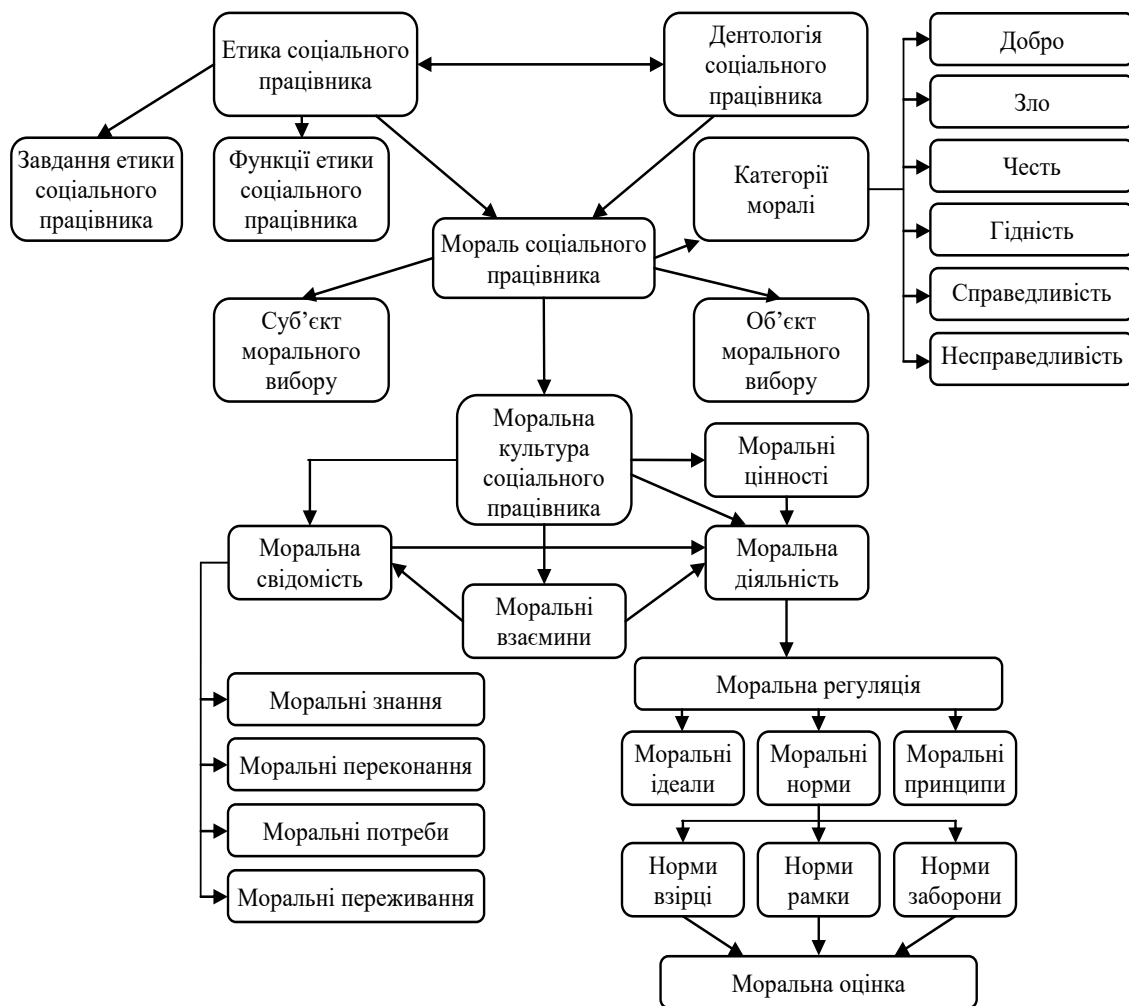 Етика соціального
працівника
Дентологія
соціального
працівника
Добро
Зло
Честь
Гідність
Справедливість
Несправедливість
Завдання етики
соціального
працівника
Функції етики
соціального
працівника
Категорії
моралі
Мораль соціального
працівника
Суб’єкт
морального
вибору
Об’єкт
морального
вибору
Моральна
культура
соціального
працівника
Моральні
цінності
Моральна
свідомість
Моральна
діяльність
Моральні
взаємини
Моральні знання
Моральні переконання
Моральні потреби
Моральні переживання
Моральна регуляція
Моральні
ідеали
Моральні
норми
Моральні
принципи
Норми
взірці
Норми
рамки
Норми
заборони
Моральна оцінка